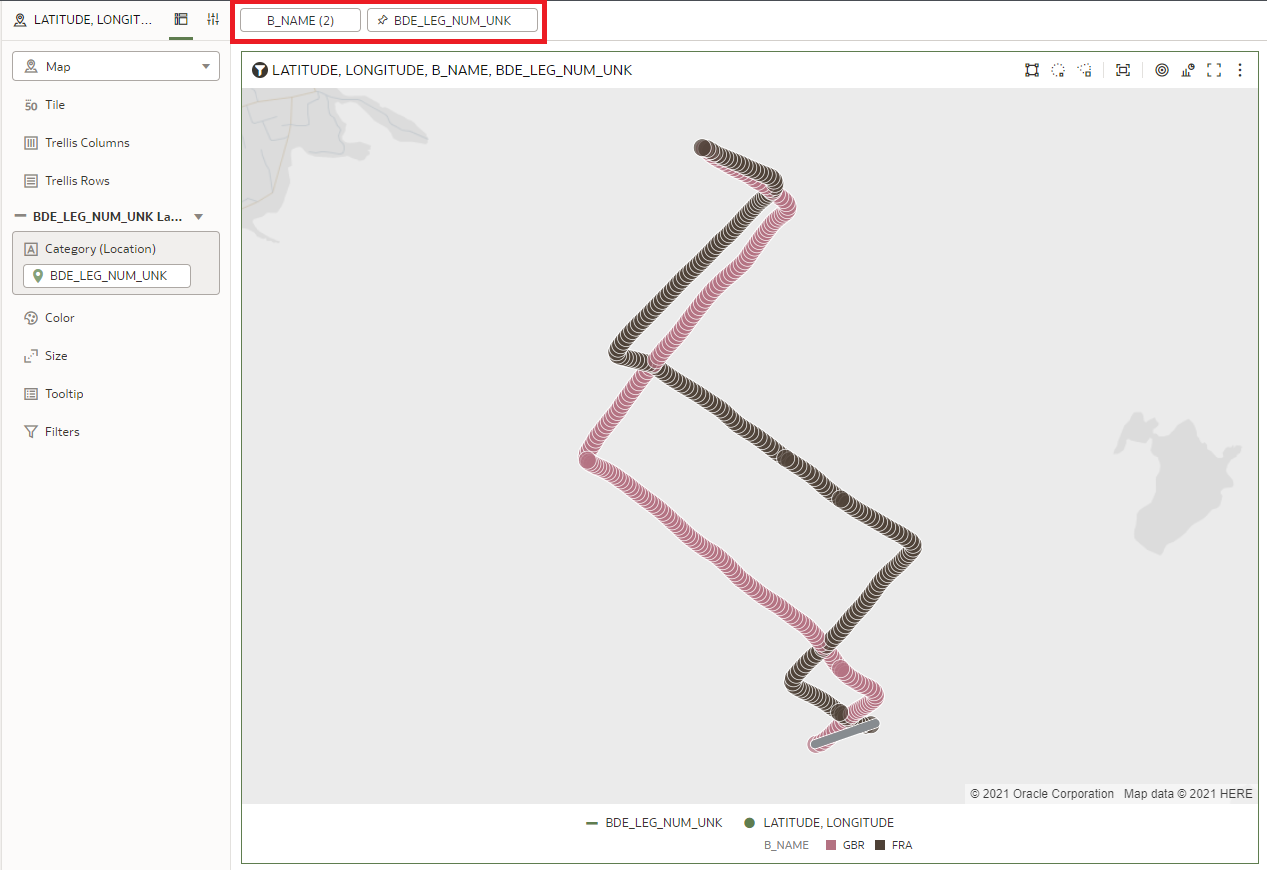 LATITUDE, LONGIT...
B_NAME (2)
BDE_LEG_NUM_UNK
Map
50 Tile
Trellis Columns
Trellis Rows
BDE_LEG_NUM_UNK La...
A Category (Location)
BDE_LEG_NUM_UNK
Color
Size
Tooltip
Filters
LATITUDE, LONGITUDE, B_NAME, BDE_LEG_NUM_UNK
© 2021 Oracle Corporation Map data © 2021 HERE
BDE_LEG_NUM_UNK
LATITUDE, LONGITUDE
B_NAME GBR FRA